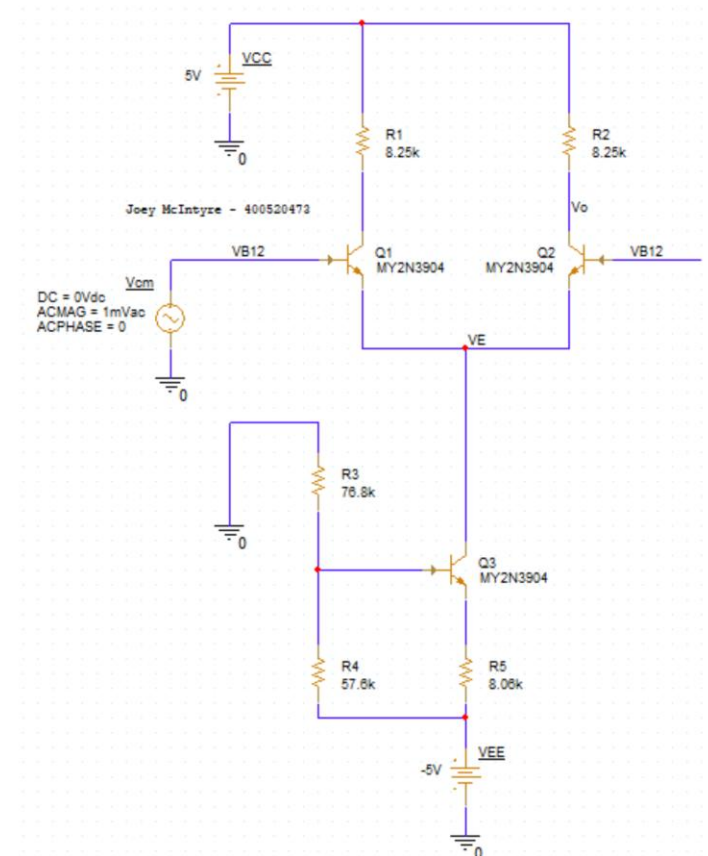 VCC
5V
0
R1
8.25k
R2
8.25k
Joey McIntyre - 400520473
Vo
VB12
Q1
MY2N3904
Q2
MY2N3904
VB12
Vcm
DC = 0Vdc
ACMAG = 1mVac
ACPHASE = 0
0
VE
R3
76.8k
0
Q3
MY2N3904
R4
57.6k
R5
8.06k
VEE
-5V
0